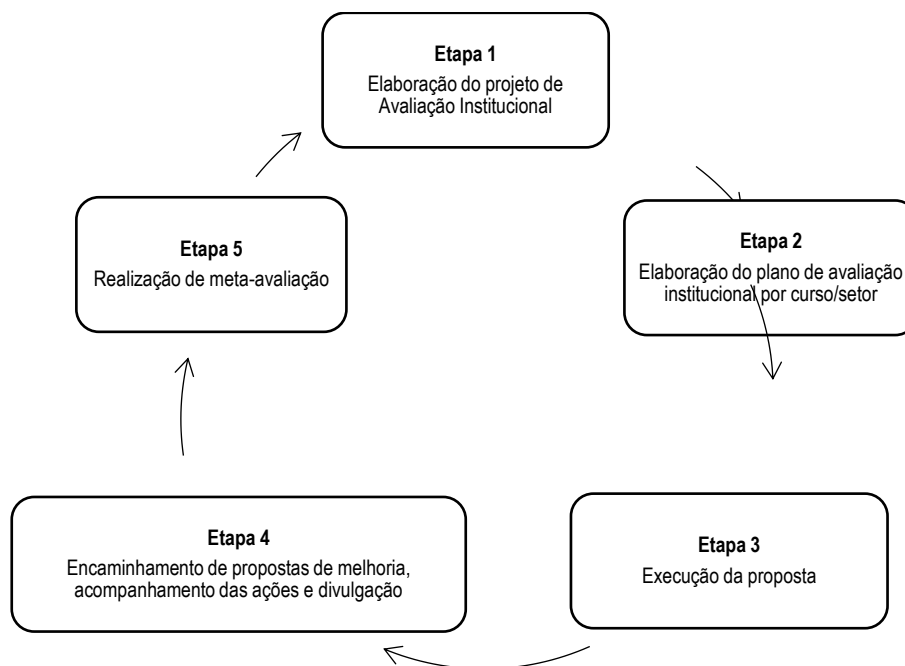 Etapa 1
Elaboração do projeto de
Avaliação Institucional
Etapa 2
Elaboração do plano de avaliação
institucional por curso/setor
Etapa 3
Execução da proposta
Etapa 4
Encaminhamento de propostas de melhoria,
acompanhamento das ações e divulgação
Etapa 5
Realização de meta-avaliação